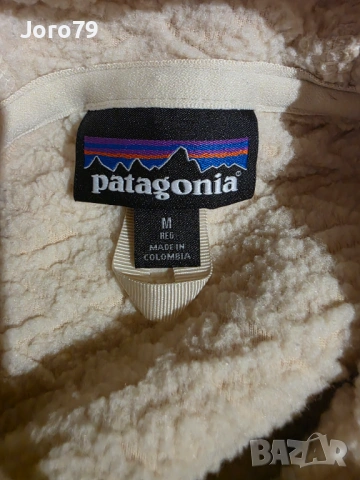 Joro79
patagonia®
M
REG
MADE IN
COLOMBIA
BAZAR